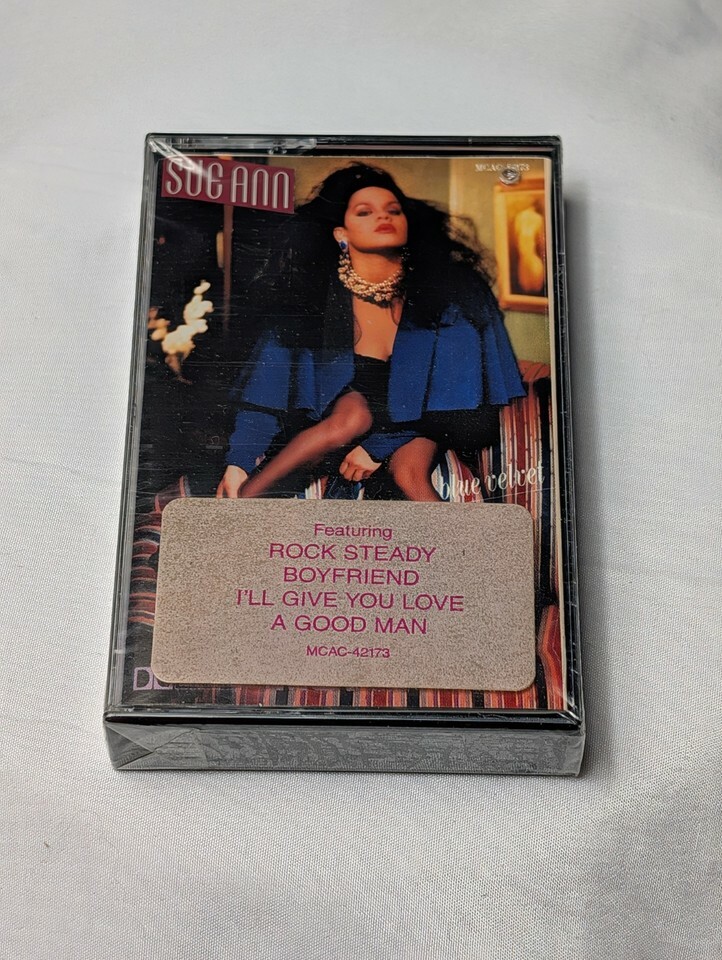 SUE ANN
MCAC-42173
blue velvet
Featuring
ROCK STEADY
BOYFRIEND
I'LL GIVE YOU LOVE
A GOOD MAN
MCAC-42173